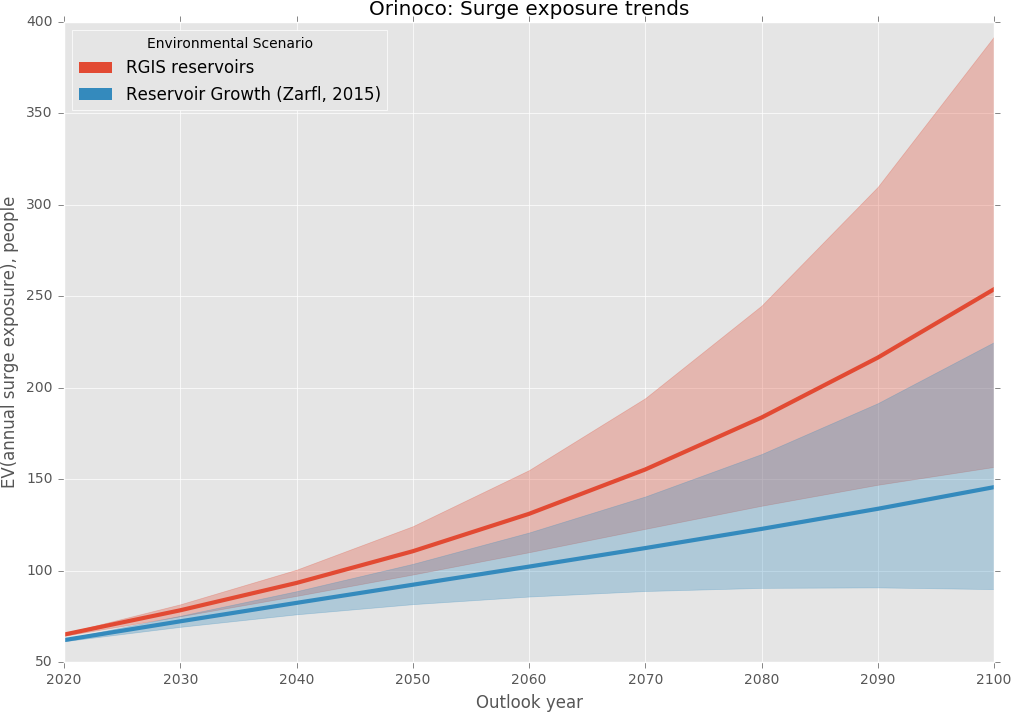 Orinoco: Surge exposure trends
Environmental Scenario
RGIS reservoirs
Reservoir Growth (Zarfl, 2015)
EV(annual surge exposure), people
400
350
300
250
200
150
100
50
2020 2030 2040 2050 2060 2070 2080 2090 2100
Outlook year